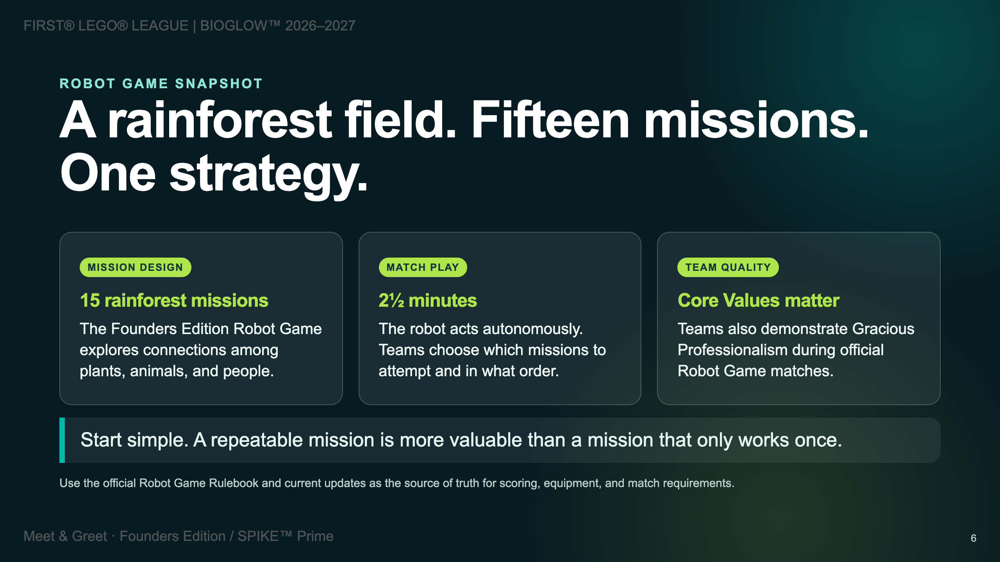 FIRST® LEGO® LEAGUE | BIOGLOW™ 2026–2027
ROBOT GAME SNAPSHOT
A rainforest field. Fifteen missions.
One strategy.
MISSION DESIGN
15 rainforest missions
The Founders Edition Robot Game
explores connections among
plants, animals, and people.
MATCH PLAY
2½ minutes
The robot acts autonomously.
Teams choose which missions to
attempt and in what order.
TEAM QUALITY
Core Values matter
Teams also demonstrate Gracious
Professionalism during official
Robot Game matches.
Start simple. A repeatable mission is more valuable than a mission that only works once.
Use the official Robot Game Rulebook and current updates as the source of truth for scoring, equipment, and match requirements.
Meet & Greet · Founders Edition / SPIKE™ Prime
6